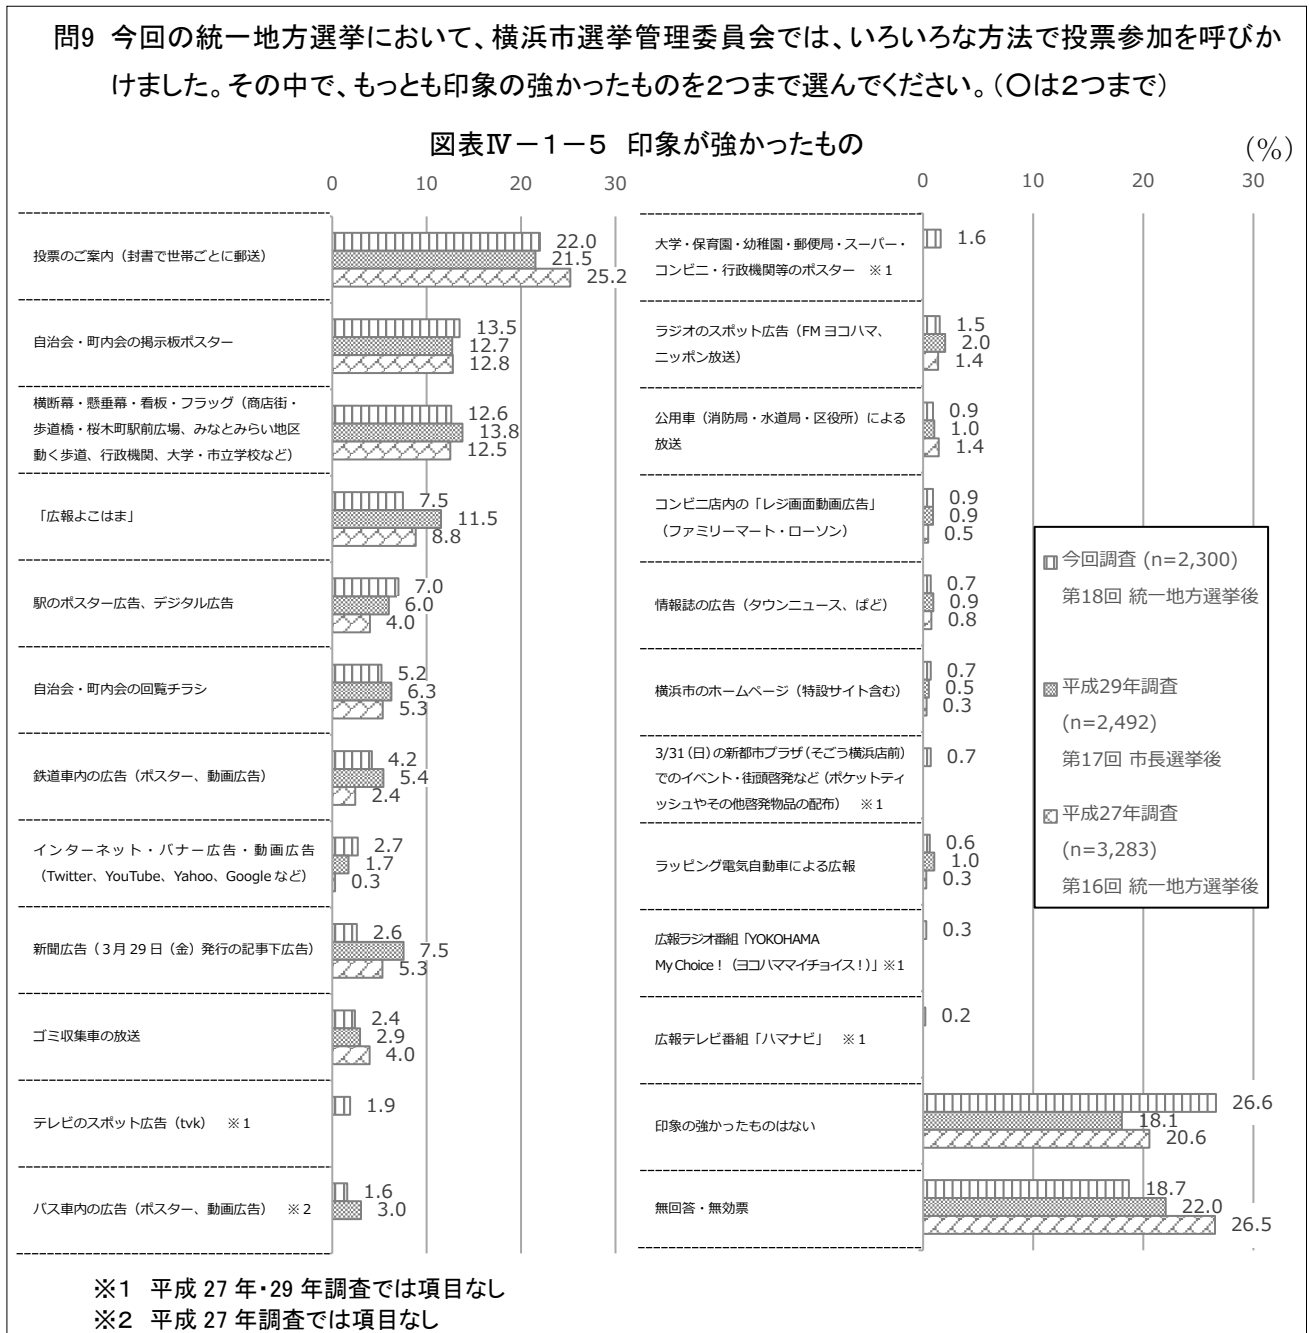 問9 今回の統一地方選挙において、横浜市選挙管理委員会では、いろいろな方法で投票参加を呼びか
けました。その中で、もっとも印象の強かったものを2つまで選んでください。(○は2つまで)
図表Ⅳ-1-5 印象が強かったもの
(%)
0 10 20 30
投票のご案内(封書で世帯ごとに郵送)
22.0
21.5
25.2
自治会・町内会の掲示板ポスター
13.5
12.7
12.8
横断幕・懸垂幕・看板・フラッグ(商店街・
歩道橋・桜木町駅前広場、みなとみらい地区
動く歩道、行政機関、大学・市立学校など)
12.6
13.8
12.5
「広報よこはま」
7.5
11.5
8.8
駅のポスター広告、デジタル広告
7.0
6.0
4.0
自治会・町内会の回覧チラシ
5.2
6.3
5.3
鉄道車内の広告(ポスター、動画広告)
4.2
5.4
2.4
インターネット・バナー広告・動画広告
(Twitter、YouTube、Yahoo、Googleなど)
2.7
1.7
0.3
新聞広告(3月29日(金)発行の記事下広告)
2.6
7.5
5.3
ゴミ収集車の放送
2.4
2.9
4.0
テレビのスポット広告(tvk) ※1
1.9
バス車内の広告(ポスター、動画広告) ※2
1.6
3.0
0 10 20 30
大学・保育園・幼稚園・郵便局・スーパー・
コンビニ・行政機関等のポスター ※1
1.6
ラジオのスポット広告(FMヨコハマ、
ニッポン放送)
1.5
2.0
1.4
公用車(消防局・水道局・区役所)による
放送
0.9
1.0
1.4
コンビニ店内の「レジ画面動画広告」
(ファミリーマート・ローソン)
0.9
0.9
0.5
情報誌の広告(タウンニュース、ぱど)
0.7
0.9
0.8
横浜市のホームページ(特設サイト含む)
0.7
0.5
0.3
3/31(日)の新都市プラザ(そごう横浜店前)
でのイベント・街頭啓発など(ポケットティ
ッシュやその他啓発物品の配布) ※1
0.7
ラッピング電気自動車による広報
0.6
1.0
0.3
広報ラジオ番組「YOKOHAMA
My Choice!(ヨコハママイチョイス!)」※1
0.3
広報テレビ番組「ハマナビ」 ※1
0.2
印象の強かったものはない
26.6
18.1
20.6
無回答・無効票
18.7
22.0
26.5
今回調査 (n=2,300)
第18回 統一地方選挙後
平成29年調査
(n=2,492)
第17回 市長選挙後
平成27年調査
(n=3,283)
第16回 統一地方選挙後
※1 平成27年・29年調査では項目なし
※2 平成27年調査では項目なし